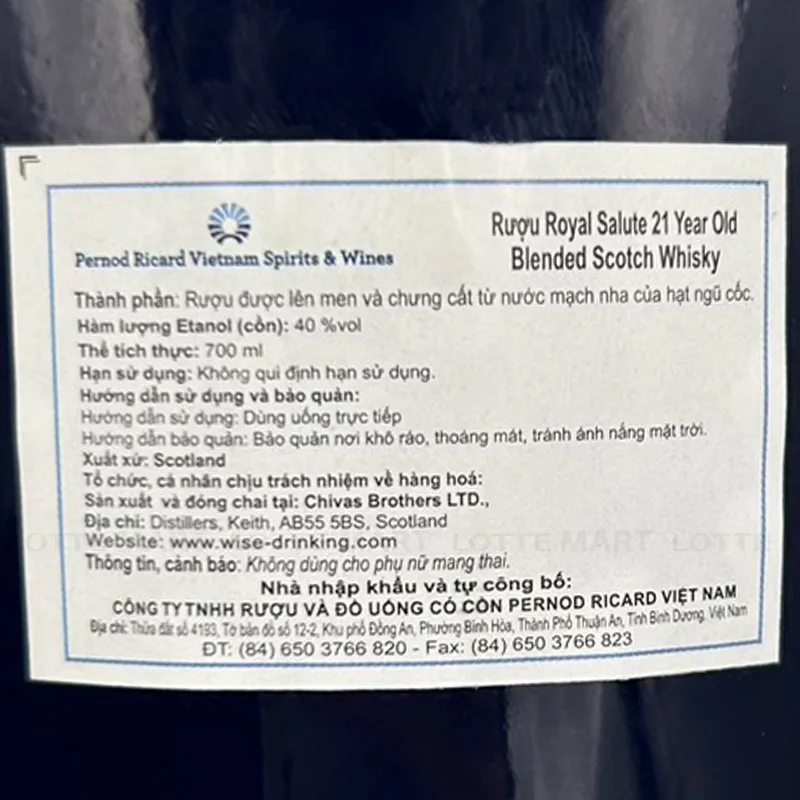 Pernod Ricard Vietnam Spirits & Wines
Rượu Royal Salute 21 Year Old
Blended Scotch Whisky
Thành phần: Rượu được lên men và chưng cất từ nước mạch nha của hạt ngũ cốc.
Hàm lượng Etanol (cồn): 40 %vol
Thể tích thực: 700 ml
Hạn sử dụng: Không qui định hạn sử dụng.
Hướng dẫn sử dụng và bảo quản:
Hướng dẫn sử dụng: Dùng uống trực tiếp
Hướng dẫn bảo quản: Bảo quản nơi khô ráo, thoáng mát, tránh ánh nắng mặt trời.
Xuất xứ: Scotland
Tổ chức, cá nhân chịu trách nhiệm về hàng hoá:
Sản xuất và đóng chai tại: Chivas Brothers LTD.,
Địa chỉ: Distillers, Keith, AB55 5BS, Scotland
Website: www.wise-drinking.com
LOTTE MART LOTTE
Thông tin, cảnh báo: Không dùng cho phụ nữ mang thai.
Nhà nhập khẩu và tự công bố:
CÔNG TY TNHH RƯỢU VÀ ĐỒ UỐNG CÓ CỒN PERNOD RICARD VIỆT NAM
Địa chỉ: Thửa đất số 4193, Tờ bản đồ số 12-2, Khu phố Đồng An, Phường Bình Hòa, Thành Phố Thuận An, Tỉnh Bình Dương, Việt Nam
ĐT: (84) 650 3766 820 - Fax: (84) 650 3766 823